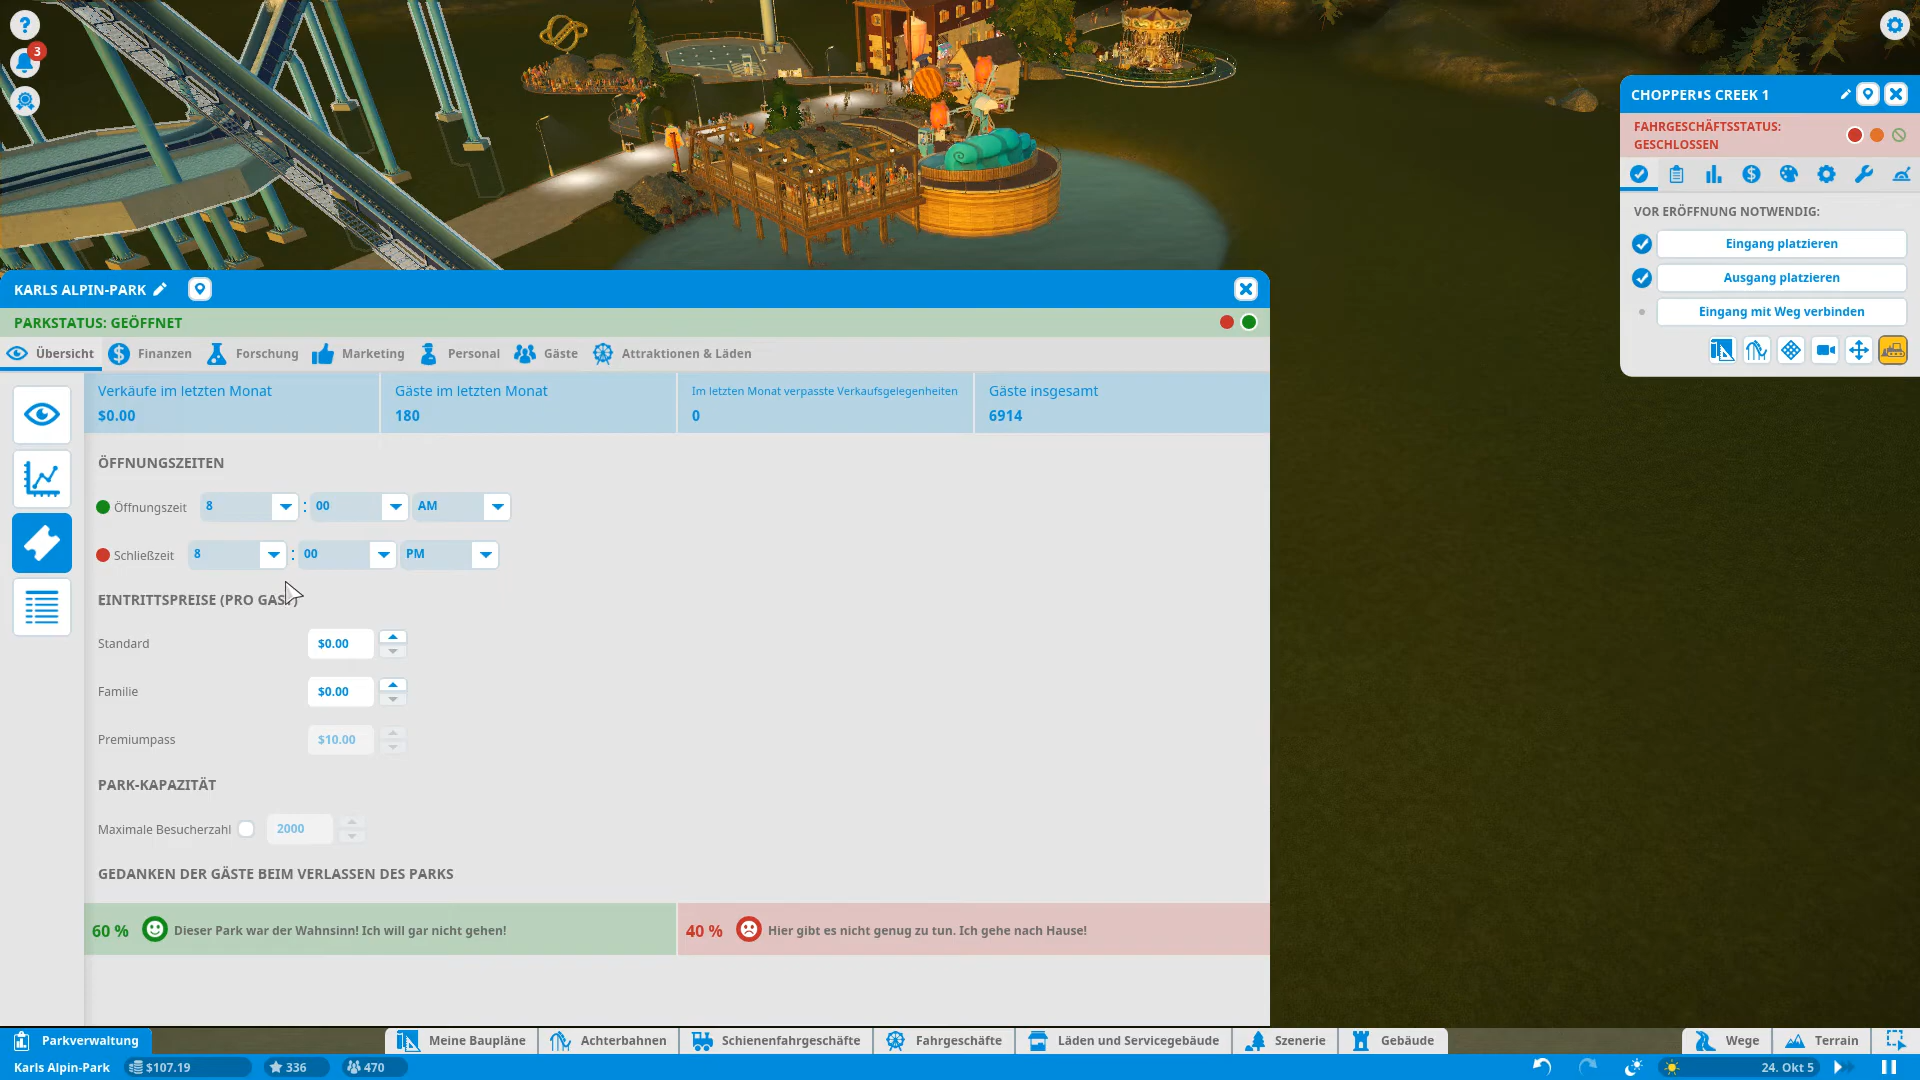 ?
3
CHOPPER'S CREEK 1
FAHRGESCHÄFTSSTATUS:
GESCHLOSSEN
VOR ERÖFFNUNG NOTWENDIG:
Eingang platzieren
Ausgang platzieren
Eingang mit Weg verbinden
KARLS ALPIN-PARK
PARKSTATUS: GEÖFFNET
Übersicht Finanzen Forschung Marketing Personal Gäste Attraktionen & Läden
Verkäufe im letzten Monat Gäste im letzten Monat Im letzten Monat verpasste Verkaufsgelegenheiten Gäste insgesamt
$0.00 180 0 6914
ÖFFNUNGSZEITEN
Öffnungszeit 8 : 00 AM
Schließzeit 8 : 00 PM
EINTRITTSPREISE (PRO GAST)
Standard $0.00
Familie $0.00
Premiumpass $10.00
PARK-KAPAZITÄT
Maximale Besucherzahl 2000
GEDANKEN DER GÄSTE BEIM VERLASSEN DES PARKS
60 % Dieser Park war der Wahnsinn! Ich will gar nicht gehen! 40 % Hier gibt es nicht genug zu tun. Ich gehe nach Hause!
Parkverwaltung Meine Baupläne Achterbahnen Schienenfahrgeschäfte Fahrgeschäfte Läden und Servicegebäude Szenerie Gebäude Wege Terrain
Karls Alpin-Park $107.19 336 470 24. Okt 5